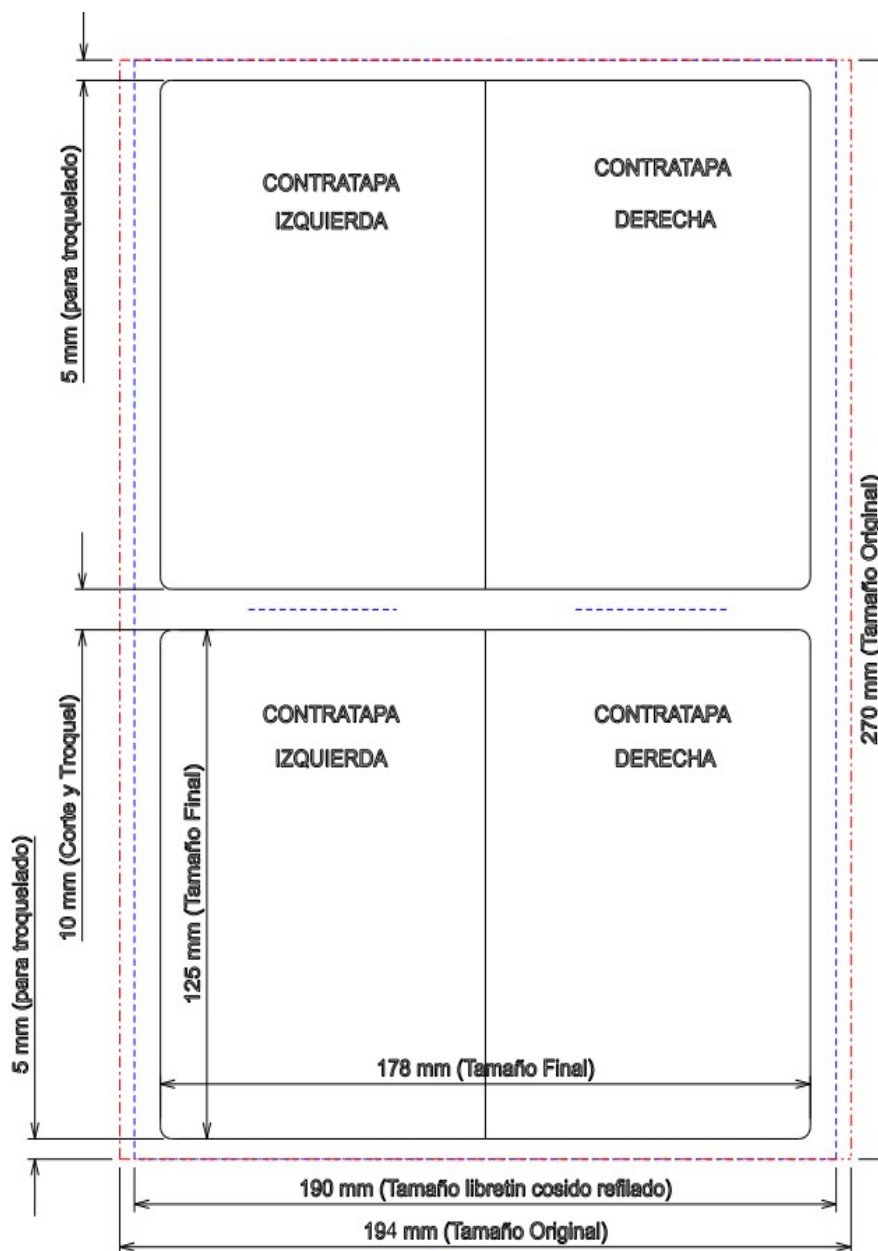 CONTRATAPA
IZQUIERDA
CONTRATAPA
DERECHA
5 mm (para troquelado)
270 mm (Tamaño Original)
CONTRATAPA
IZQUIERDA
CONTRATAPA
DERECHA
10 mm (Corte y Troquel)
125 mm (Tamaño Final)
5 mm (para troquelado)
178 mm (Tamaño Final)
190 mm (Tamaño libretin cosido refilado)
194 mm (Tamaño Original)